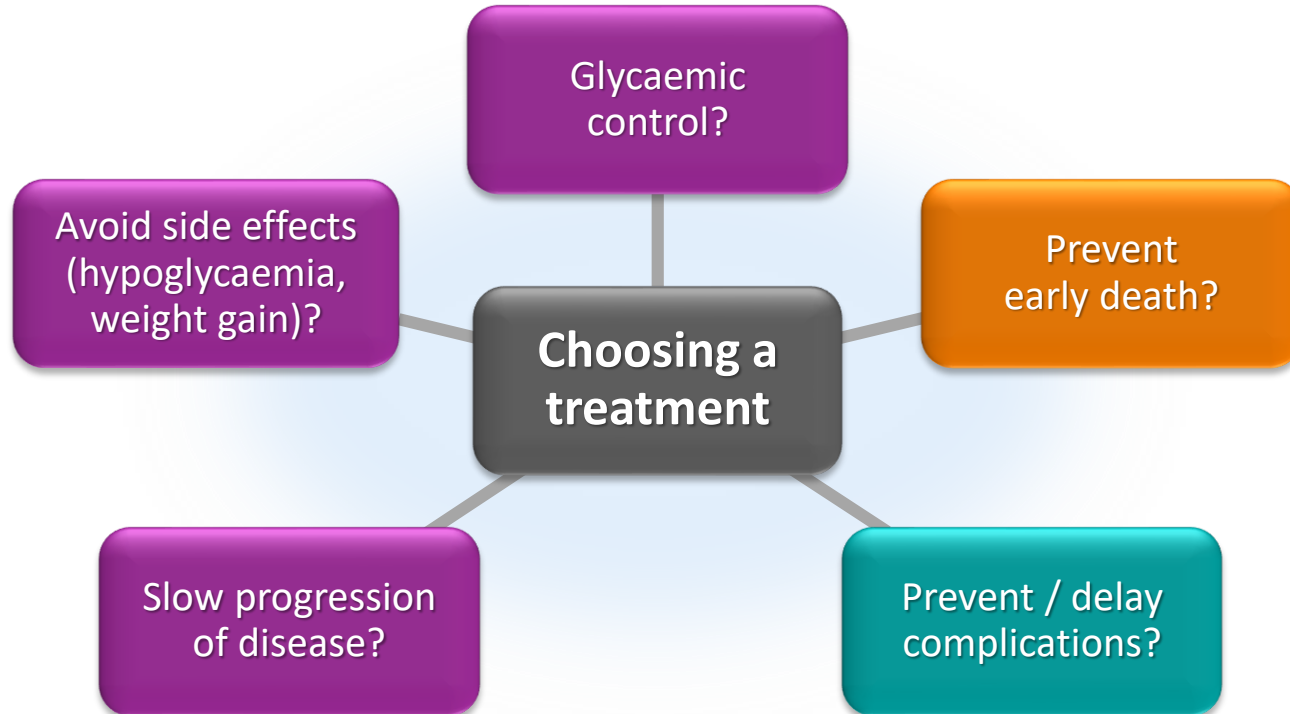 Glycaemic
control?
Avoid side effects
(hypoglycaemia,
weight gain)?
Prevent
early death?
Choosing a
treatment
Slow progression
of disease?
Prevent / delay
complications?